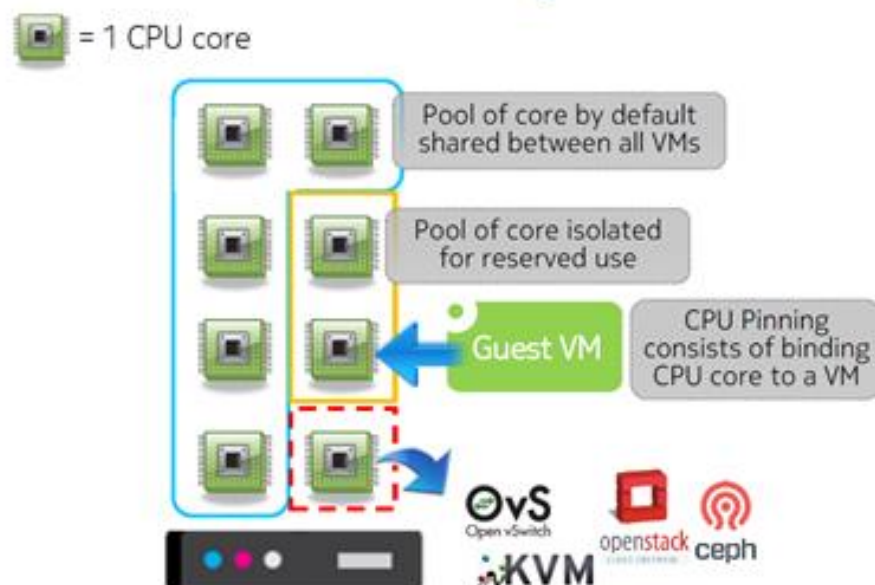 = 1 CPU core
Pool of core by default
shared between all VMs
Pool of core isolated
for reserved use
Guest VM
CPU Pinning
consists of binding
CPU core to a VM
OvS
Open vSwitch
openstack
ceph
KVM